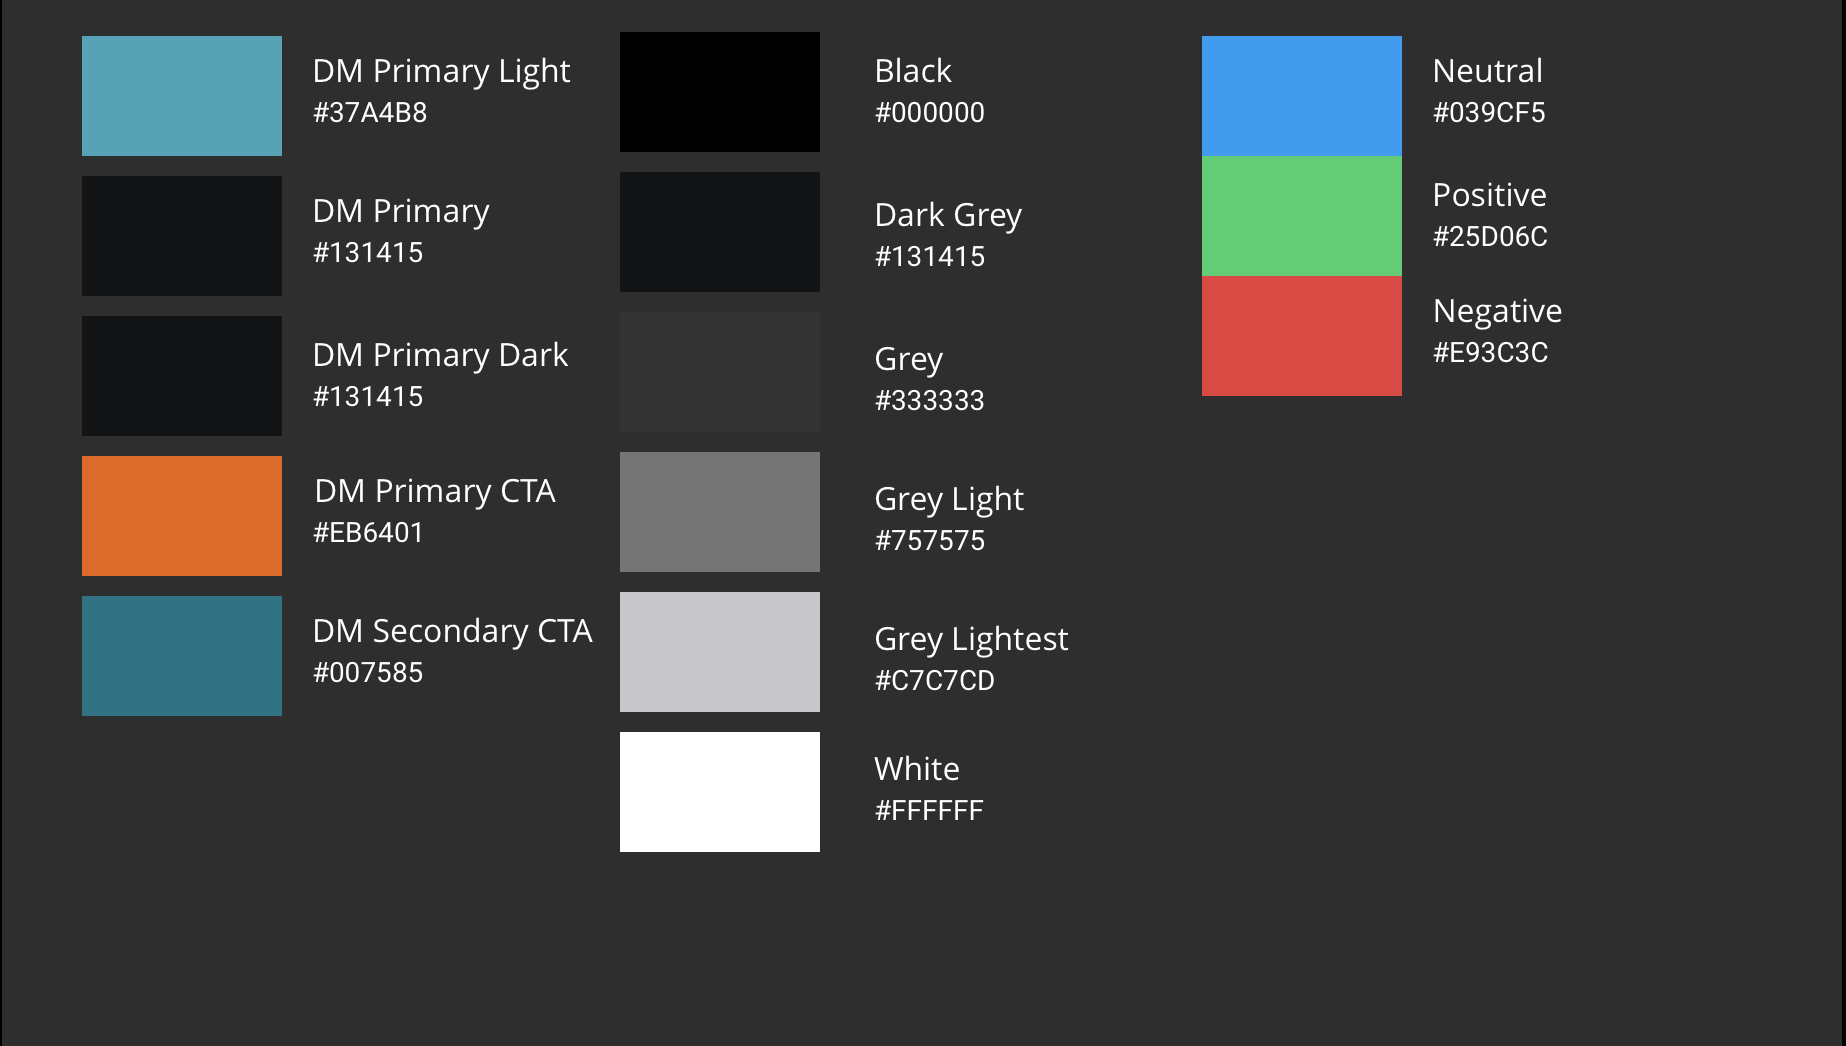 DM Primary Light
#37A4B8
DM Primary
#131415
DM Primary Dark
#131415
DM Primary CTA
#EB6401
DM Secondary CTA
#007585
Black
#000000
Dark Grey
#131415
Grey
#333333
Grey Light
#757575
Grey Lightest
#C7C7CD
White
#FFFFFF
Neutral
#039CF5
Positive
#25D06C
Negative
#E93C3C